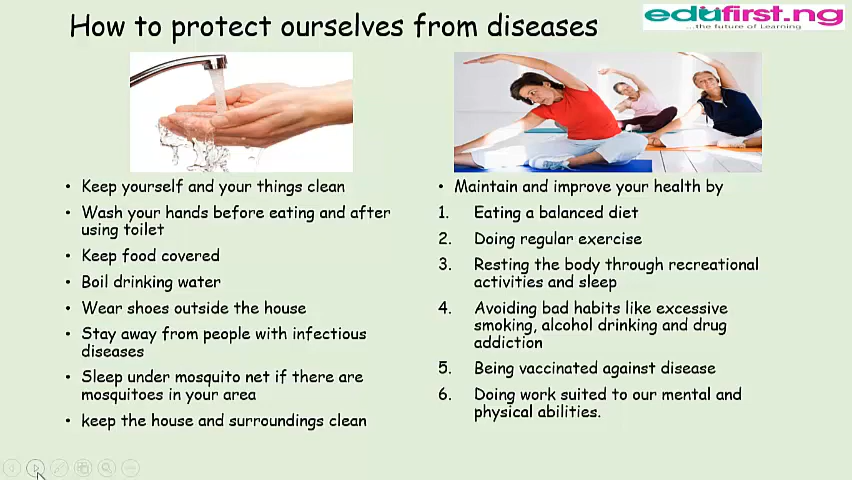 How to protect ourselves from diseases
edufirst.ng
...the future of Learning
• Keep yourself and your things clean
• Wash your hands before eating and after
using toilet
• Keep food covered
• Boil drinking water
• Wear shoes outside the house
• Stay away from people with infectious
diseases
• Sleep under mosquito net if there are
mosquitoes in your area
• keep the house and surroundings clean
• Maintain and improve your health by
1. Eating a balanced diet
2. Doing regular exercise
3. Resting the body through recreational
activities and sleep
4. Avoiding bad habits like excessive
smoking, alcohol drinking and drug
addiction
5. Being vaccinated against disease
6. Doing work suited to our mental and
physical abilities.